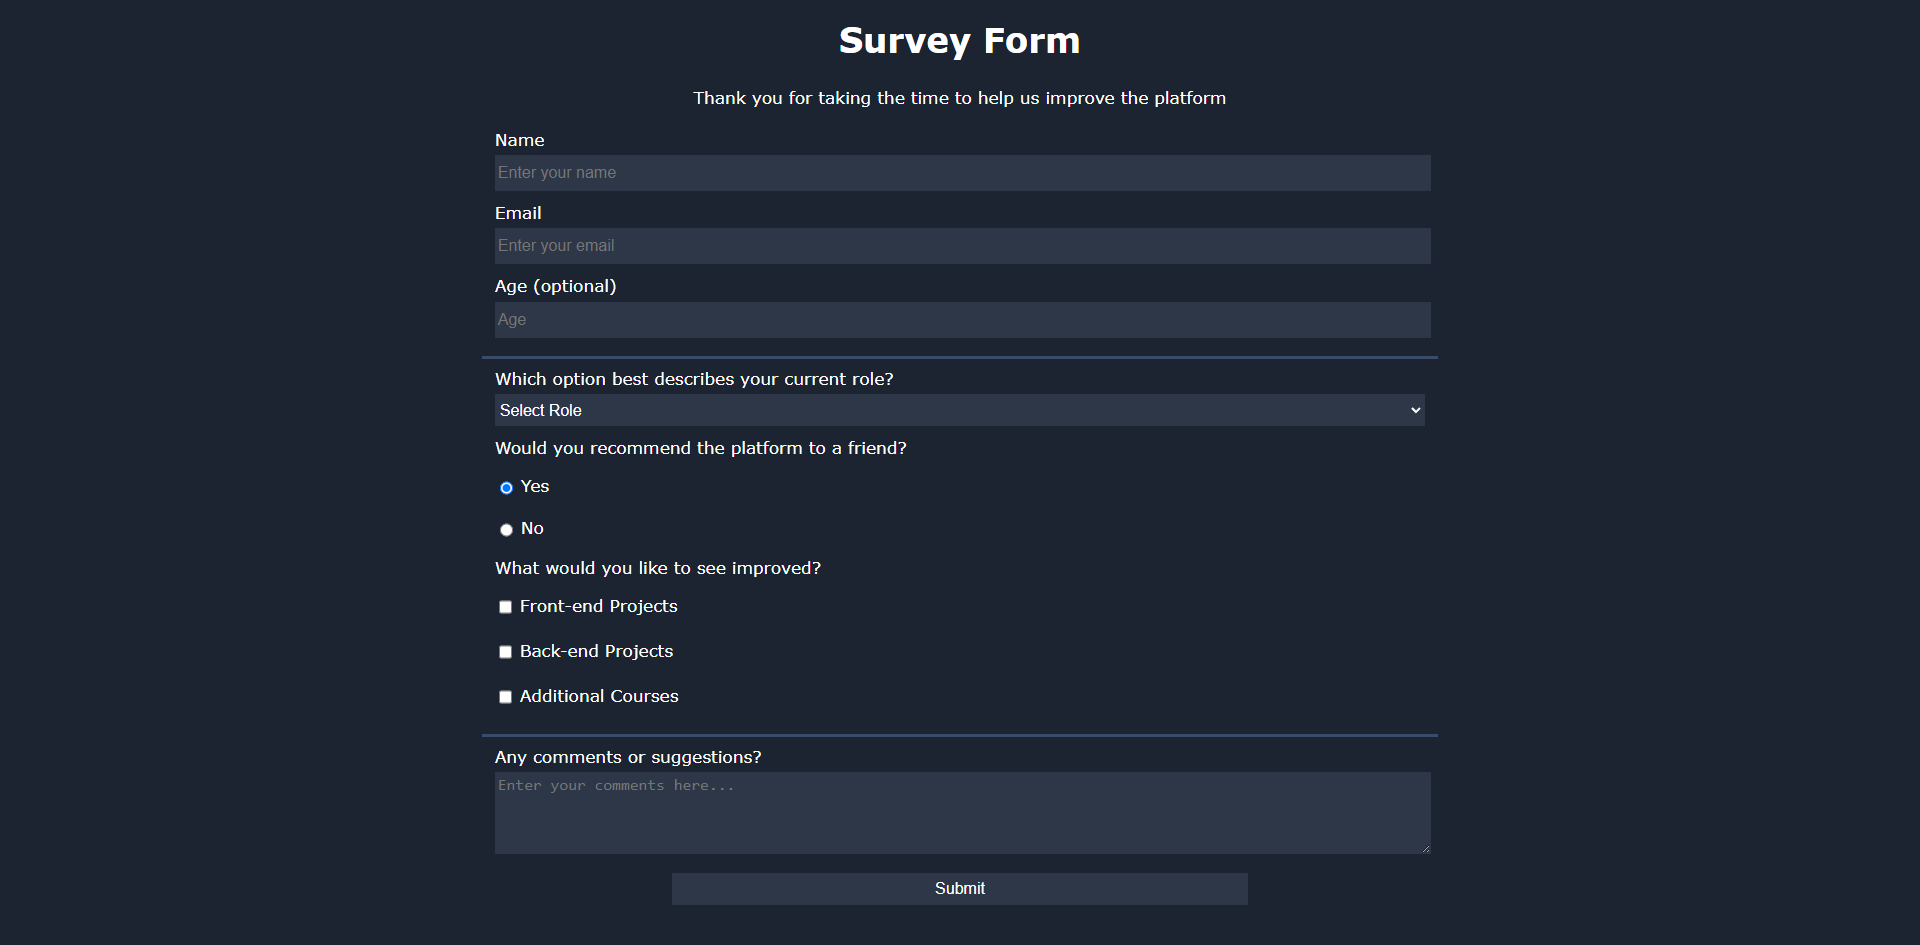 Survey Form
Thank you for taking the time to help us improve the platform
Name
Enter your name
Email
Enter your email
Age (optional)
Age
Which option best describes your current role?
Select Role
Would you recommend the platform to a friend?
Yes
No
What would you like to see improved?
Front-end Projects
Back-end Projects
Additional Courses
Any comments or suggestions?
Enter your comments here...
Submit